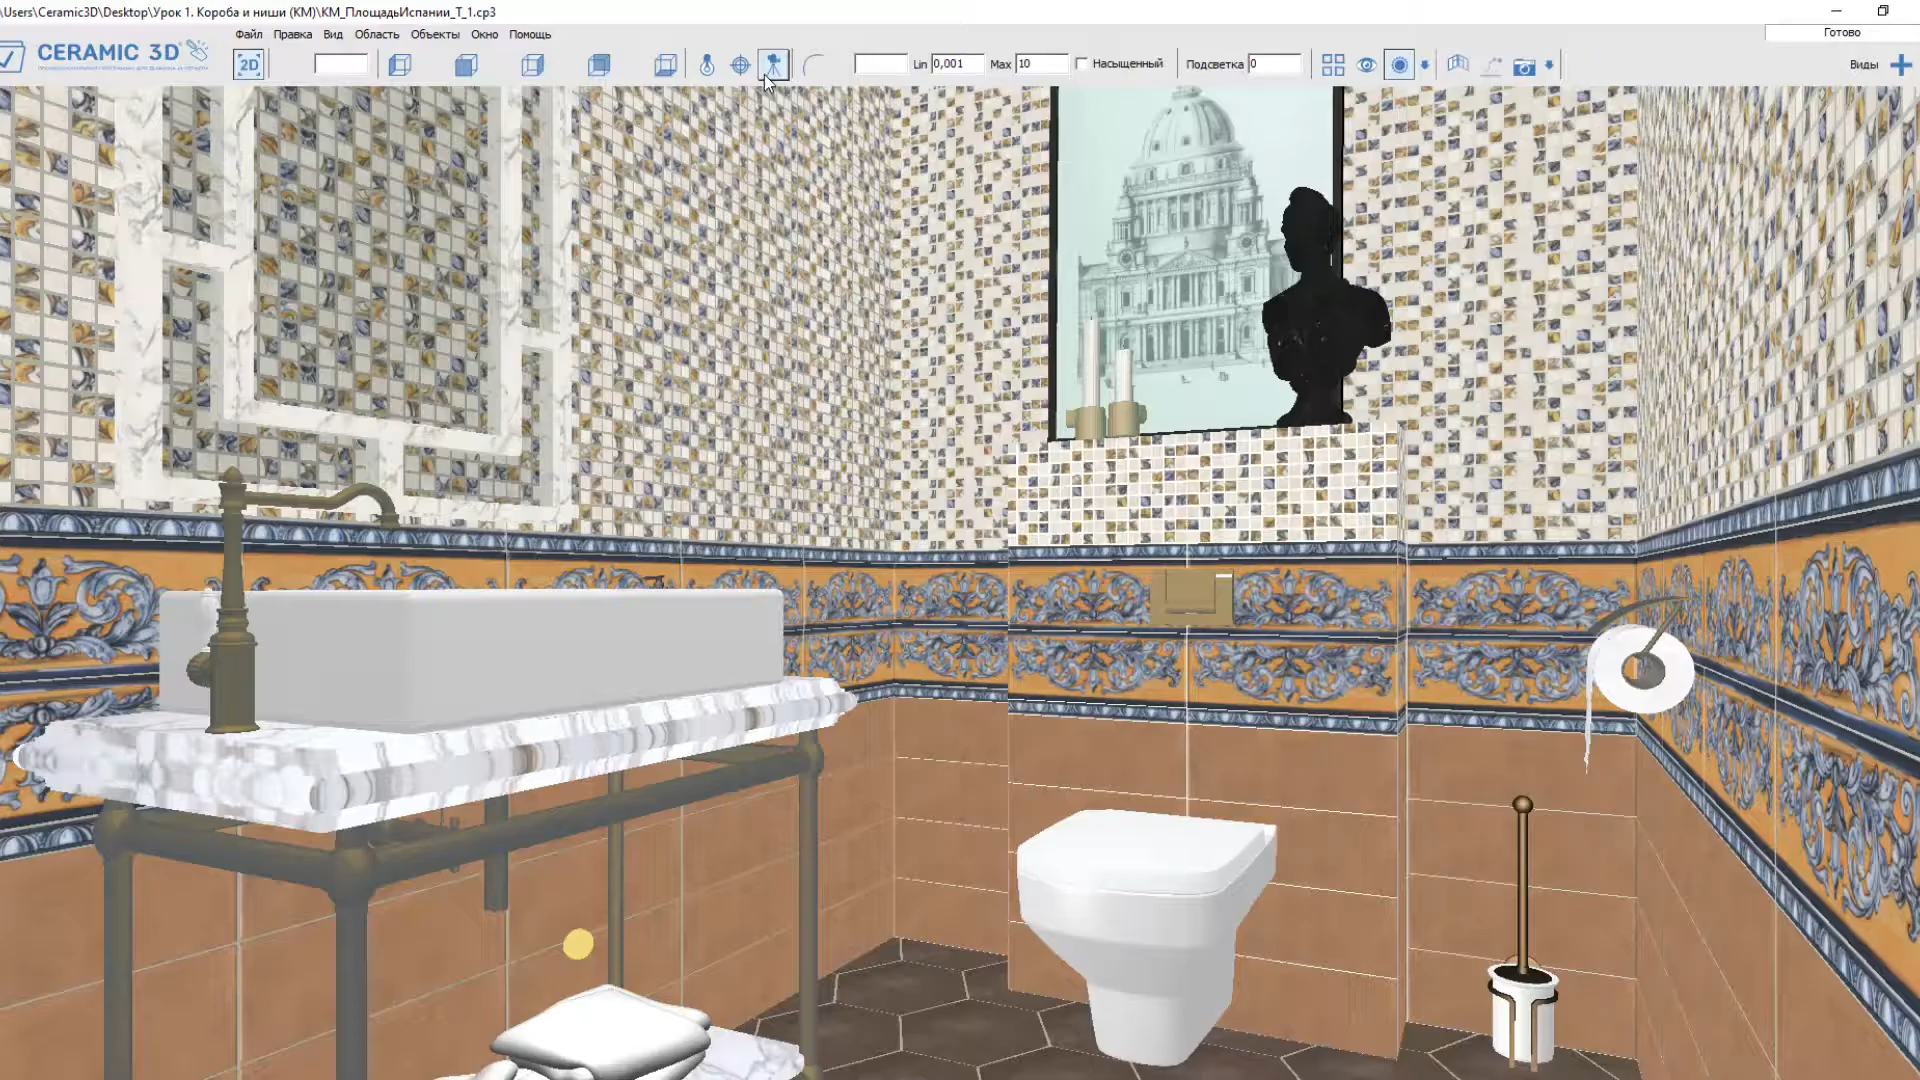 \Users\Ceramic3D\Desktop\Урок 1. Короба и ниши (КМ)\КМ_ПлощадьИспании_Т_1.cp3
Файл Правка Вид Область Объекты Окно Помощь
Готово
CERAMIC 3D
2D
Lin 0,001 Max 10 Насыщенный Подсветка 0
Виды